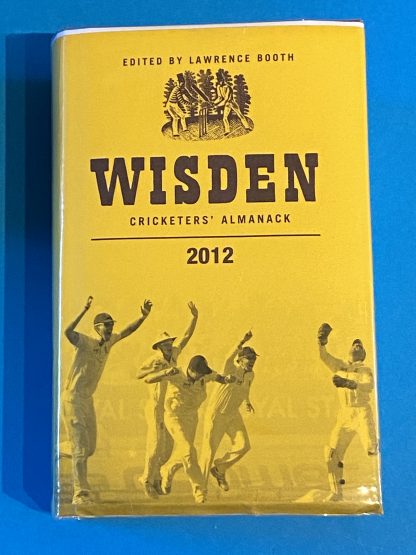 EDITED BY LAWRENCE BOOTH
WISDEN
CRICKETERS' ALMANACK
2012